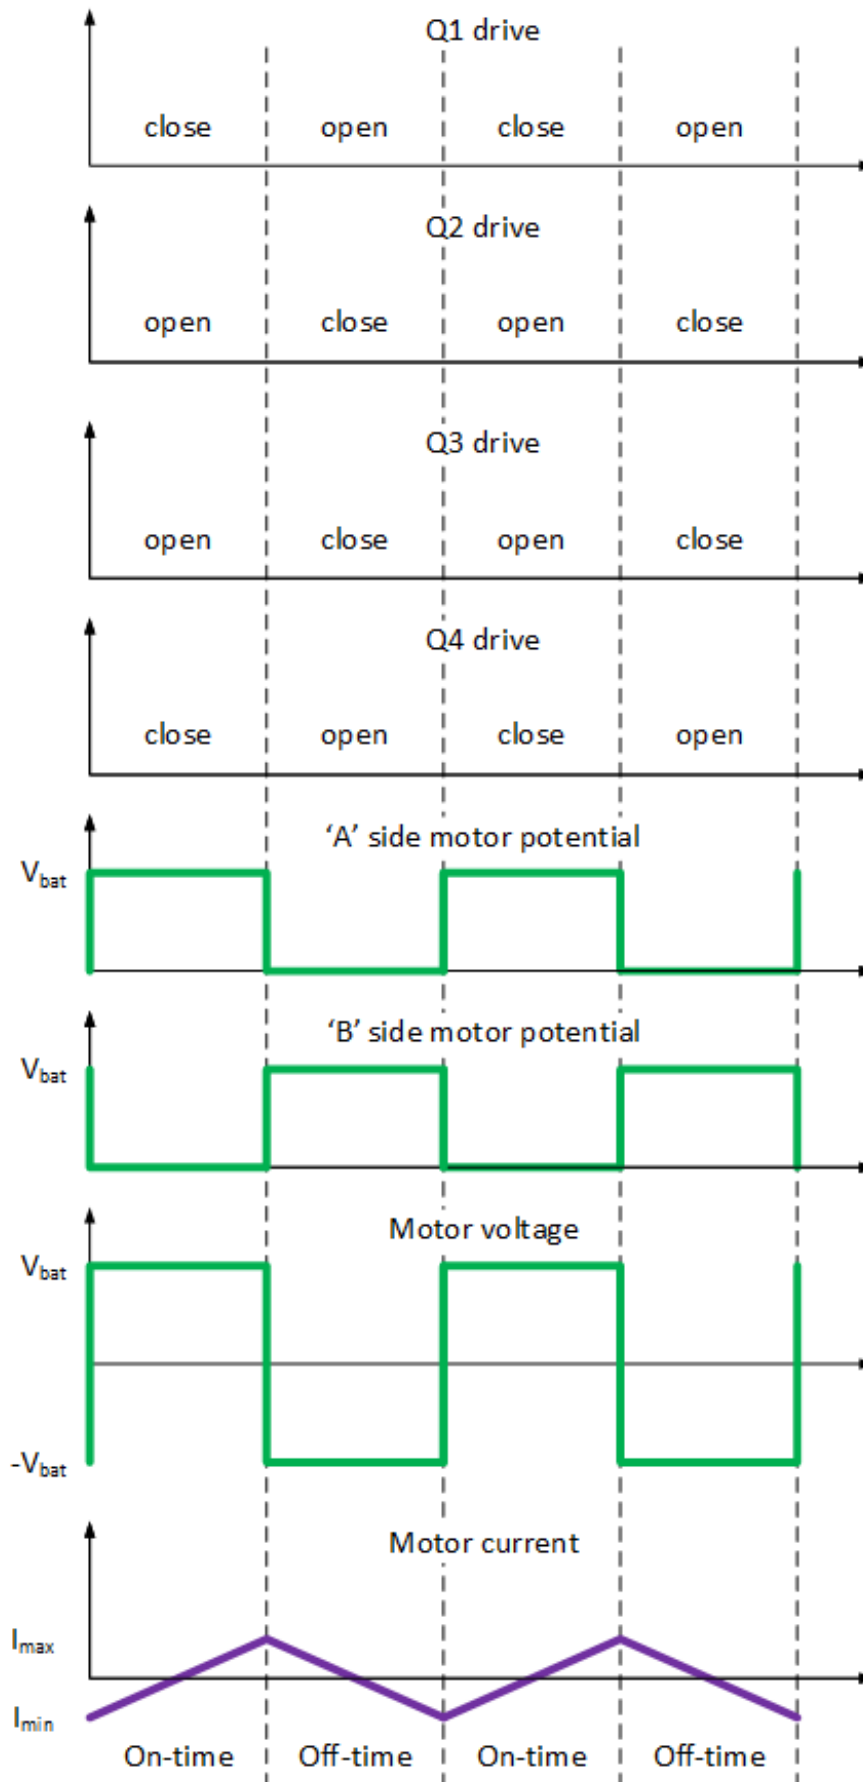 Q1 drive
close open close open
Q2 drive
open close open close
Q3 drive
open close open close
Q4 drive
close open close open
‘A’ side motor potential
Vbat
‘B’ side motor potential
Vbat
Motor voltage
Vbat
-Vbat
Motor current
Imax
Imin
On-time Off-time On-time Off-time